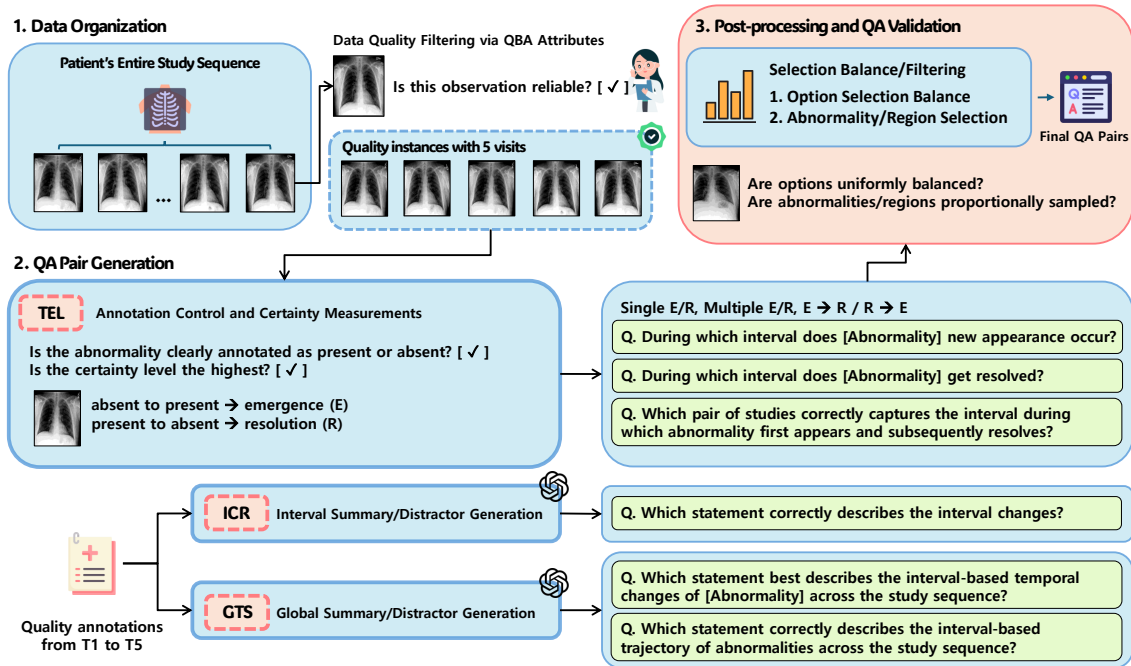 1. Data Organization
Patient's Entire Study Sequence
...
Data Quality Filtering via QBA Attributes
Is this observation reliable? [ ✓ ]
Quality instances with 5 visits
3. Post-processing and QA Validation
Selection Balance/Filtering
1. Option Selection Balance
2. Abnormality/Region Selection
Q
A
Final QA Pairs
Are options uniformly balanced?
Are abnormalities/regions proportionally sampled?
2. QA Pair Generation
TEL
Annotation Control and Certainty Measurements
Is the abnormality clearly annotated as present or absent? [ ✓ ]
Is the certainty level the highest? [ ✓ ]
absent to present → emergence (E)
present to absent → resolution (R)
Single E/R, Multiple E/R, E → R / R → E
Q. During which interval does [Abnormality] new appearance occur?
Q. During which interval does [Abnormality] get resolved?
Q. Which pair of studies correctly captures the interval during
which abnormality first appears and subsequently resolves?
Quality annotations
from T1 to T5
ICR
Interval Summary/Distractor Generation
Q. Which statement correctly describes the interval changes?
GTS
Global Summary/Distractor Generation
Q. Which statement best describes the interval-based temporal
changes of [Abnormality] across the study sequence?
Q. Which statement correctly describes the interval-based
trajectory of abnormalities across the study sequence?